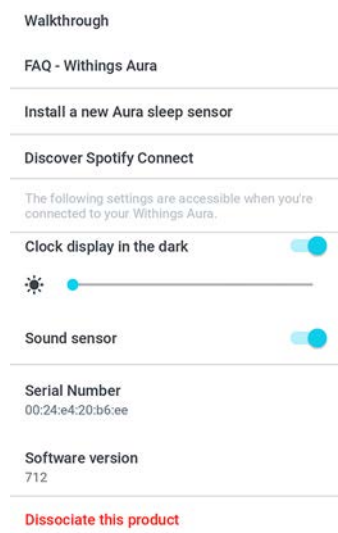 Walkthrough
FAQ - Withings Aura
Install a new Aura sleep sensor
Discover Spotify Connect
The following settings are accessible when you're
connected to your Withings Aura.
Clock display in the dark
Sound sensor
Serial Number
00:24:e4:20:b6:ee
Software version
712
Dissociate this product